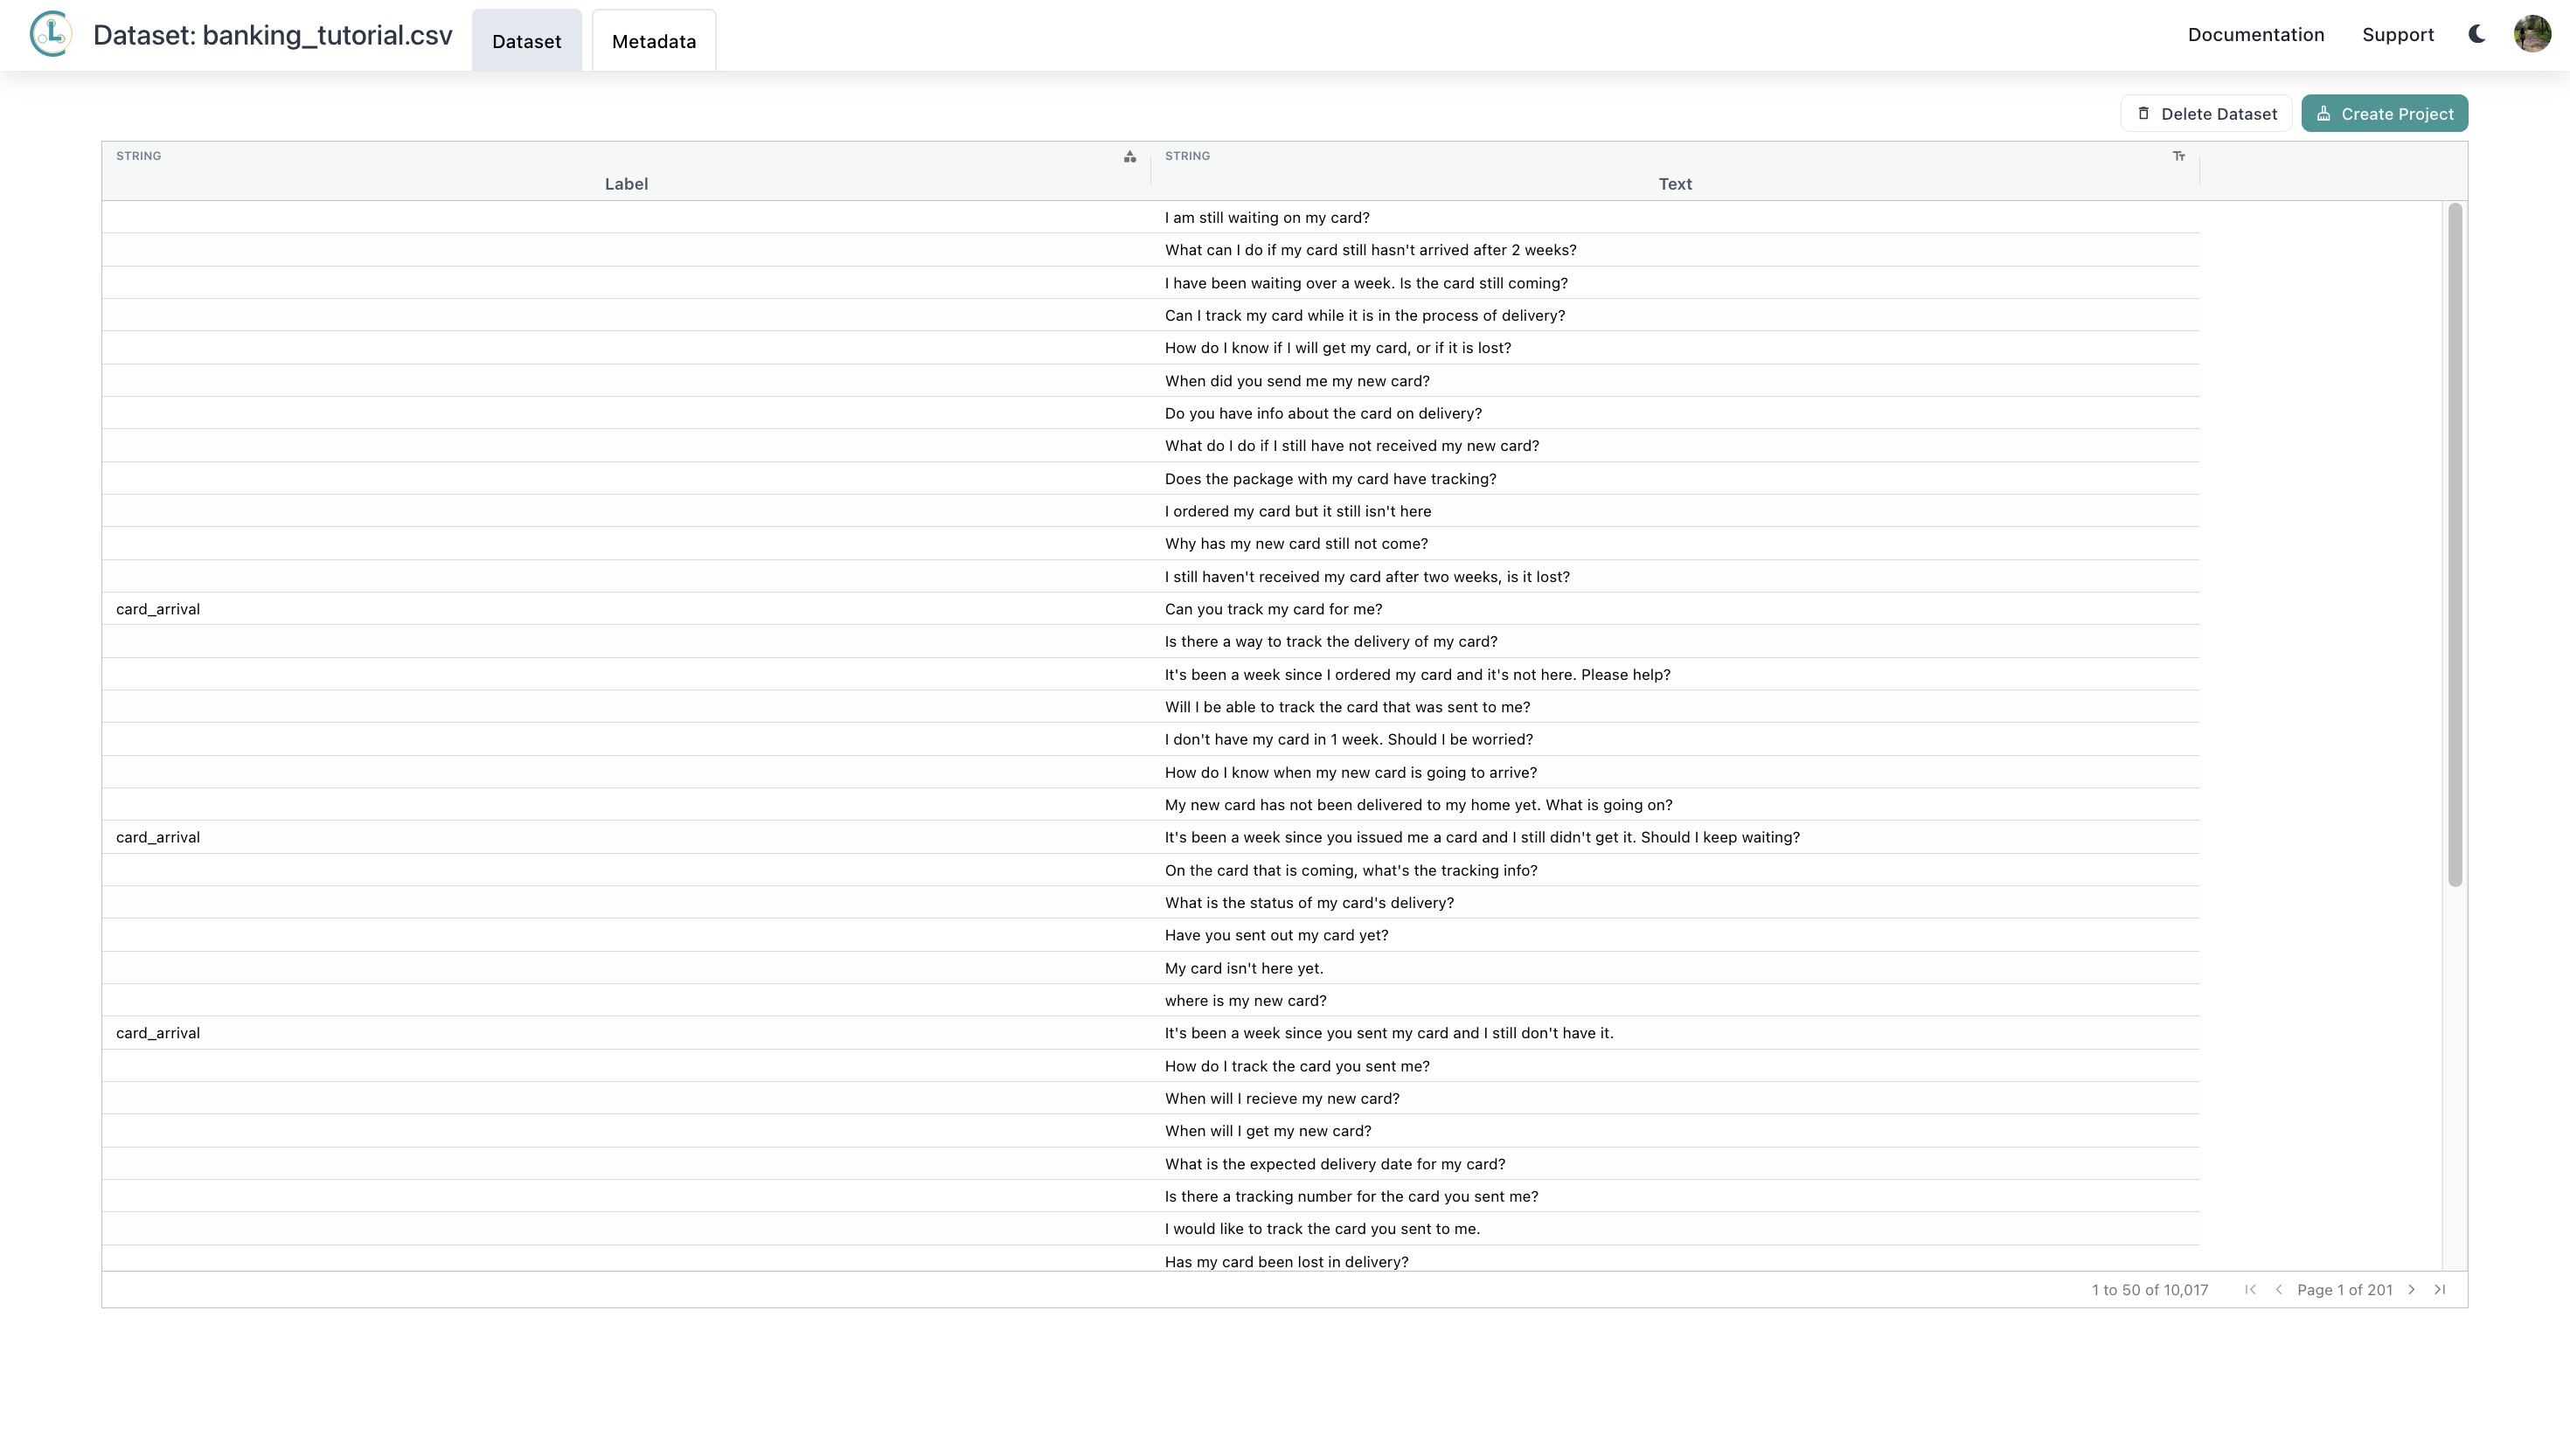 Dataset: banking_tutorial.csv Dataset Metadata Documentation Support
Delete Dataset Create Project
STRING STRING
Label Text
I am still waiting on my card?
What can I do if my card still hasn't arrived after 2 weeks?
I have been waiting over a week. Is the card still coming?
Can I track my card while it is in the process of delivery?
How do I know if I will get my card, or if it is lost?
When did you send me my new card?
Do you have info about the card on delivery?
What do I do if I still have not received my new card?
Does the package with my card have tracking?
I ordered my card but it still isn't here
Why has my new card still not come?
I still haven't received my card after two weeks, is it lost?
card_arrival Can you track my card for me?
Is there a way to track the delivery of my card?
It's been a week since I ordered my card and it's not here. Please help?
Will I be able to track the card that was sent to me?
I don't have my card in 1 week. Should I be worried?
How do I know when my new card is going to arrive?
My new card has not been delivered to my home yet. What is going on?
card_arrival It's been a week since you issued me a card and I still didn't get it. Should I keep waiting?
On the card that is coming, what's the tracking info?
What is the status of my card's delivery?
Have you sent out my card yet?
My card isn't here yet.
where is my new card?
card_arrival It's been a week since you sent my card and I still don't have it.
How do I track the card you sent me?
When will I recieve my new card?
When will I get my new card?
What is the expected delivery date for my card?
Is there a tracking number for the card you sent me?
I would like to track the card you sent to me.
Has my card been lost in delivery?
1 to 50 of 10,017 Page 1 of 201